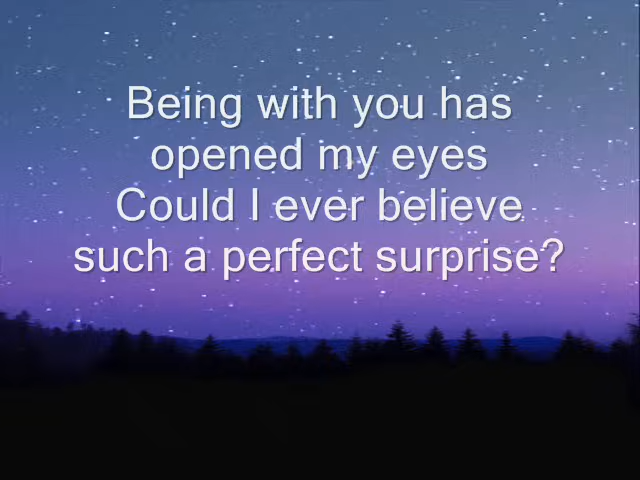 Being with you has
opened my eyes
Could I ever believe
such a perfect surprise?